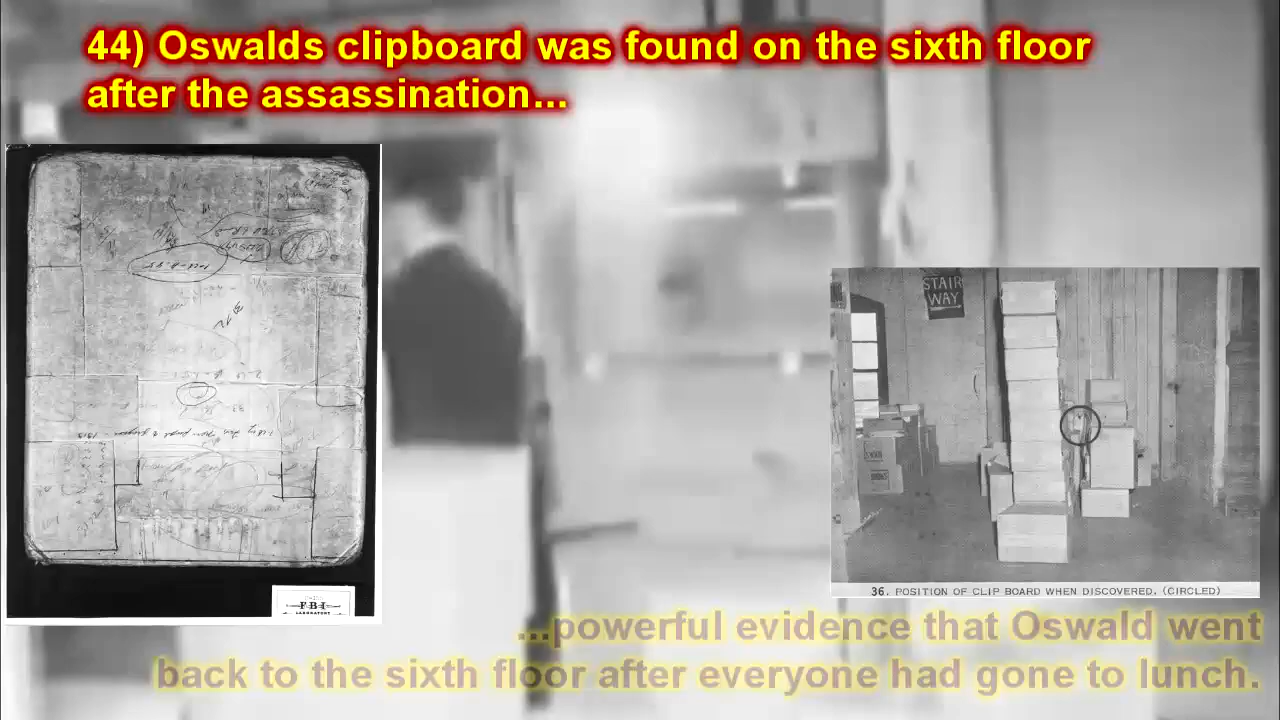 44) Oswalds clipboard was found on the sixth floor
after the assassination...
STAIR
WAY
36. POSITION OF CLIP BOARD WHEN DISCOVERED. (CIRCLED)
FBI
LABORATORY
...powerful evidence that Oswald went
back to the sixth floor after everyone had gone to lunch.